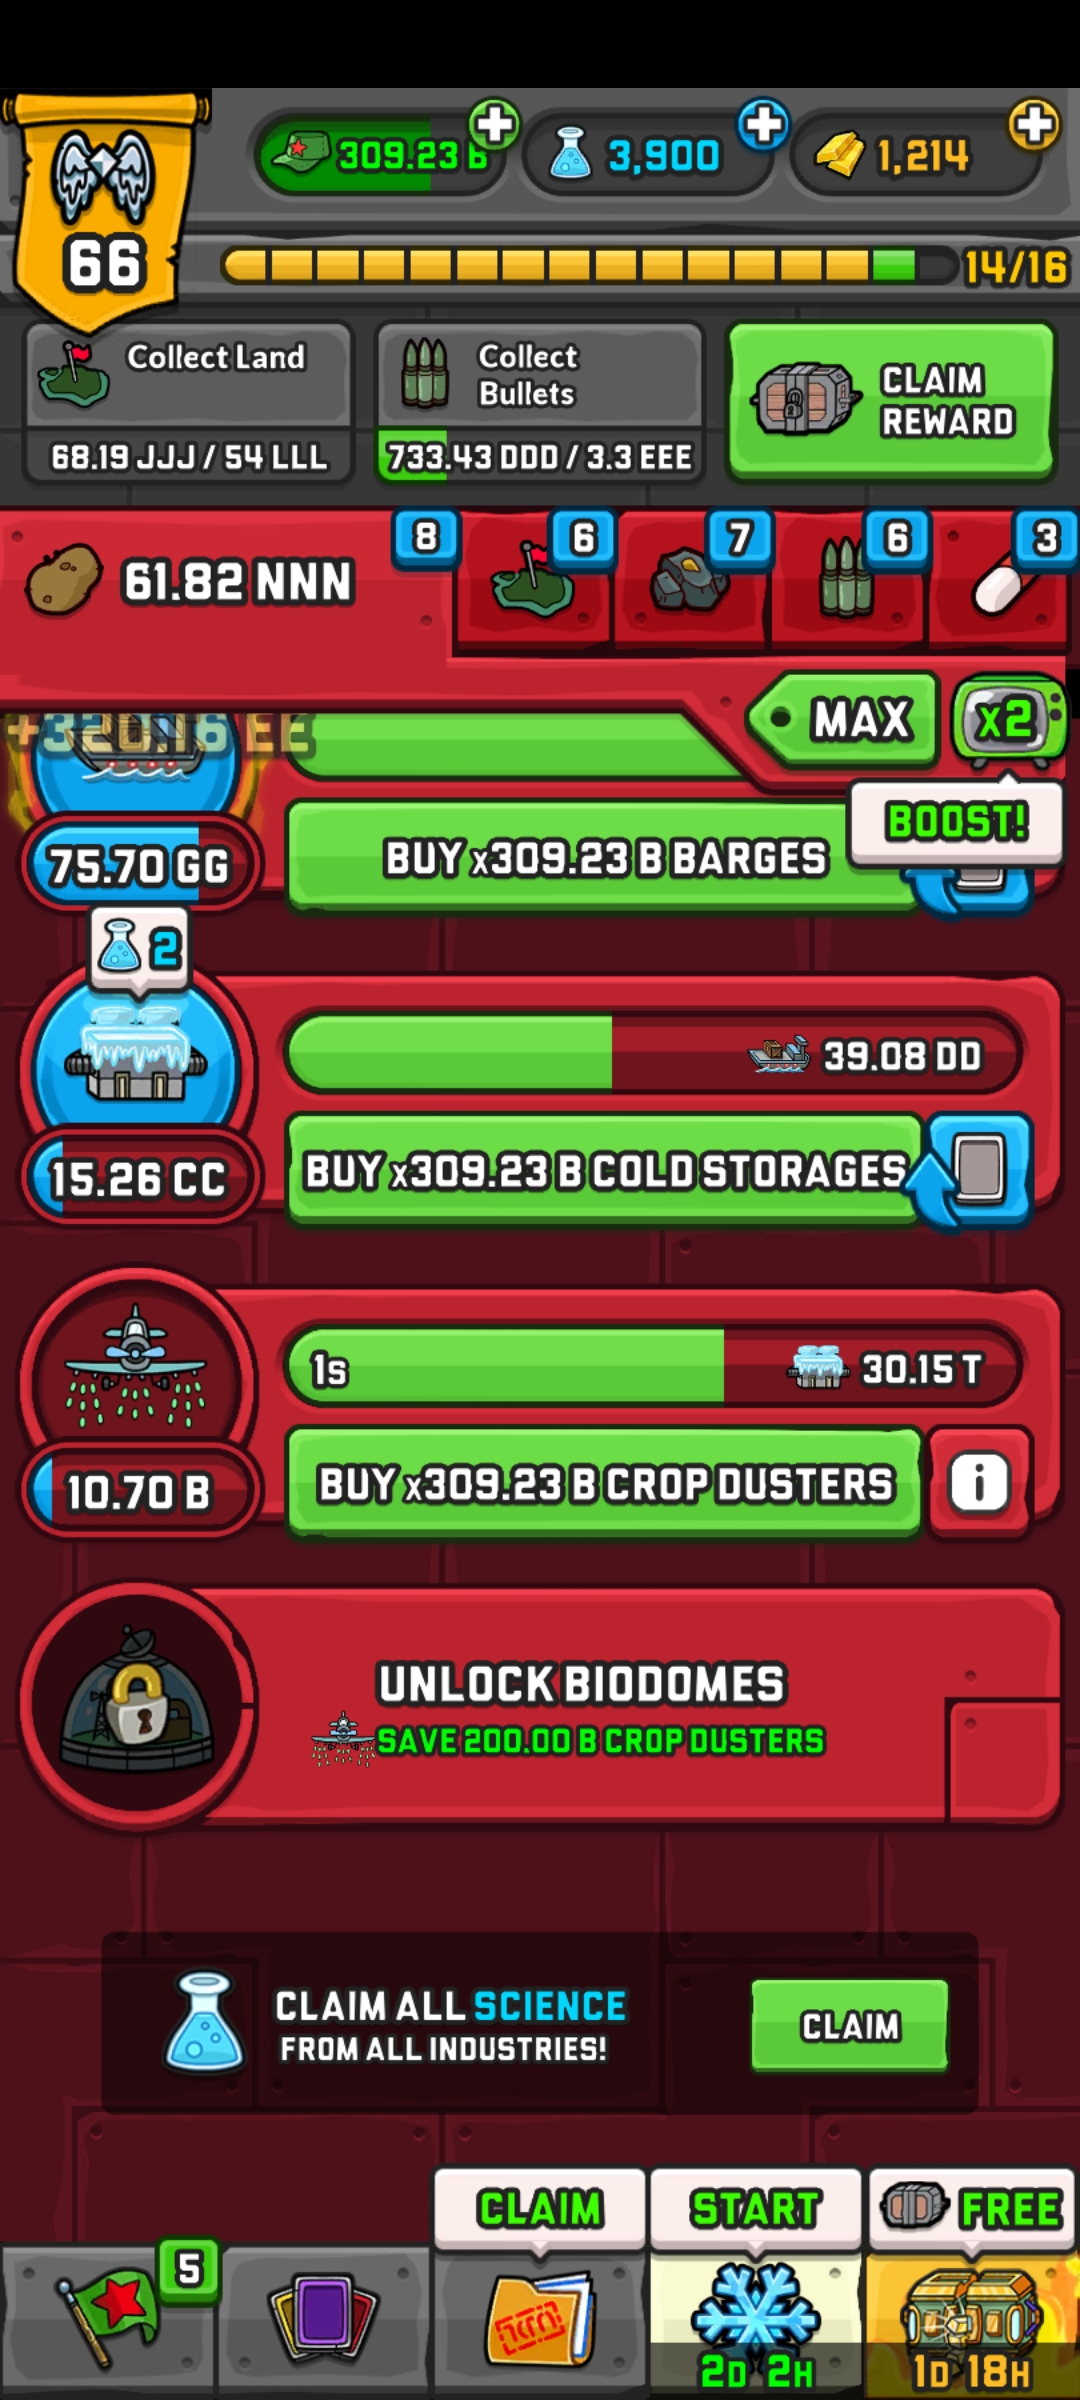 309.23 B
3,900
1,214
66
14/16
Collect Land
68.19 JJJ / 54 LLL
Collect
Bullets
733.43 DDD / 3.3 EEE
CLAIM
REWARD
61.82 NNN
8
6
7
6
3
MAX
x2
BOOST!
+320.16 EE
75.70 GG
BUY x309.23 B BARGES
2
39.08 DD
15.26 CC
BUY x309.23 B COLD STORAGES
1s
30.15 T
10.70 B
BUY x309.23 B CROP DUSTERS
i
UNLOCK BIODOMES
SAVE 200.00 B CROP DUSTERS
CLAIM ALL SCIENCE
FROM ALL INDUSTRIES!
CLAIM
CLAIM
START
FREE
5
2D 2H
1D 18H